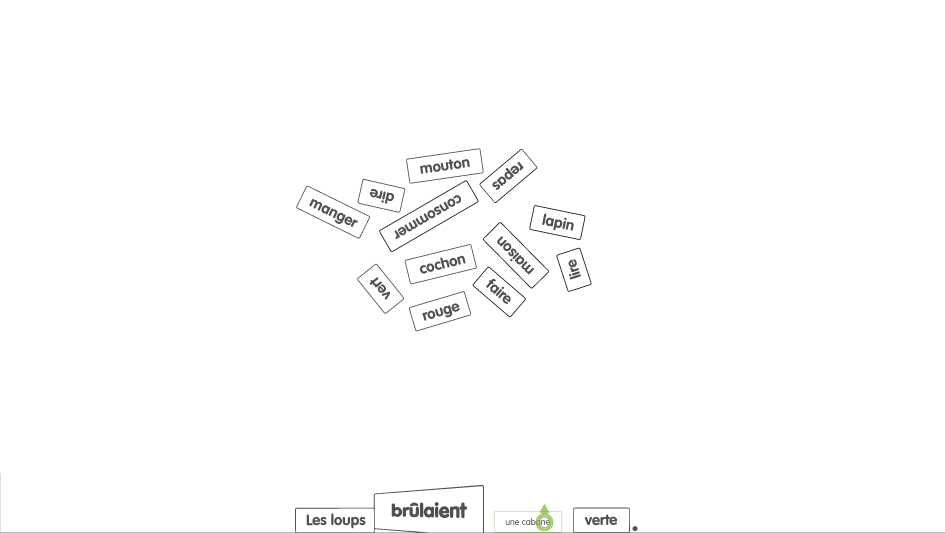 mouton
repas
dire
manger
consommer
lapin
maison
cochon
lire
vert
faire
rouge
Les loups brûlaient une cabane verte.